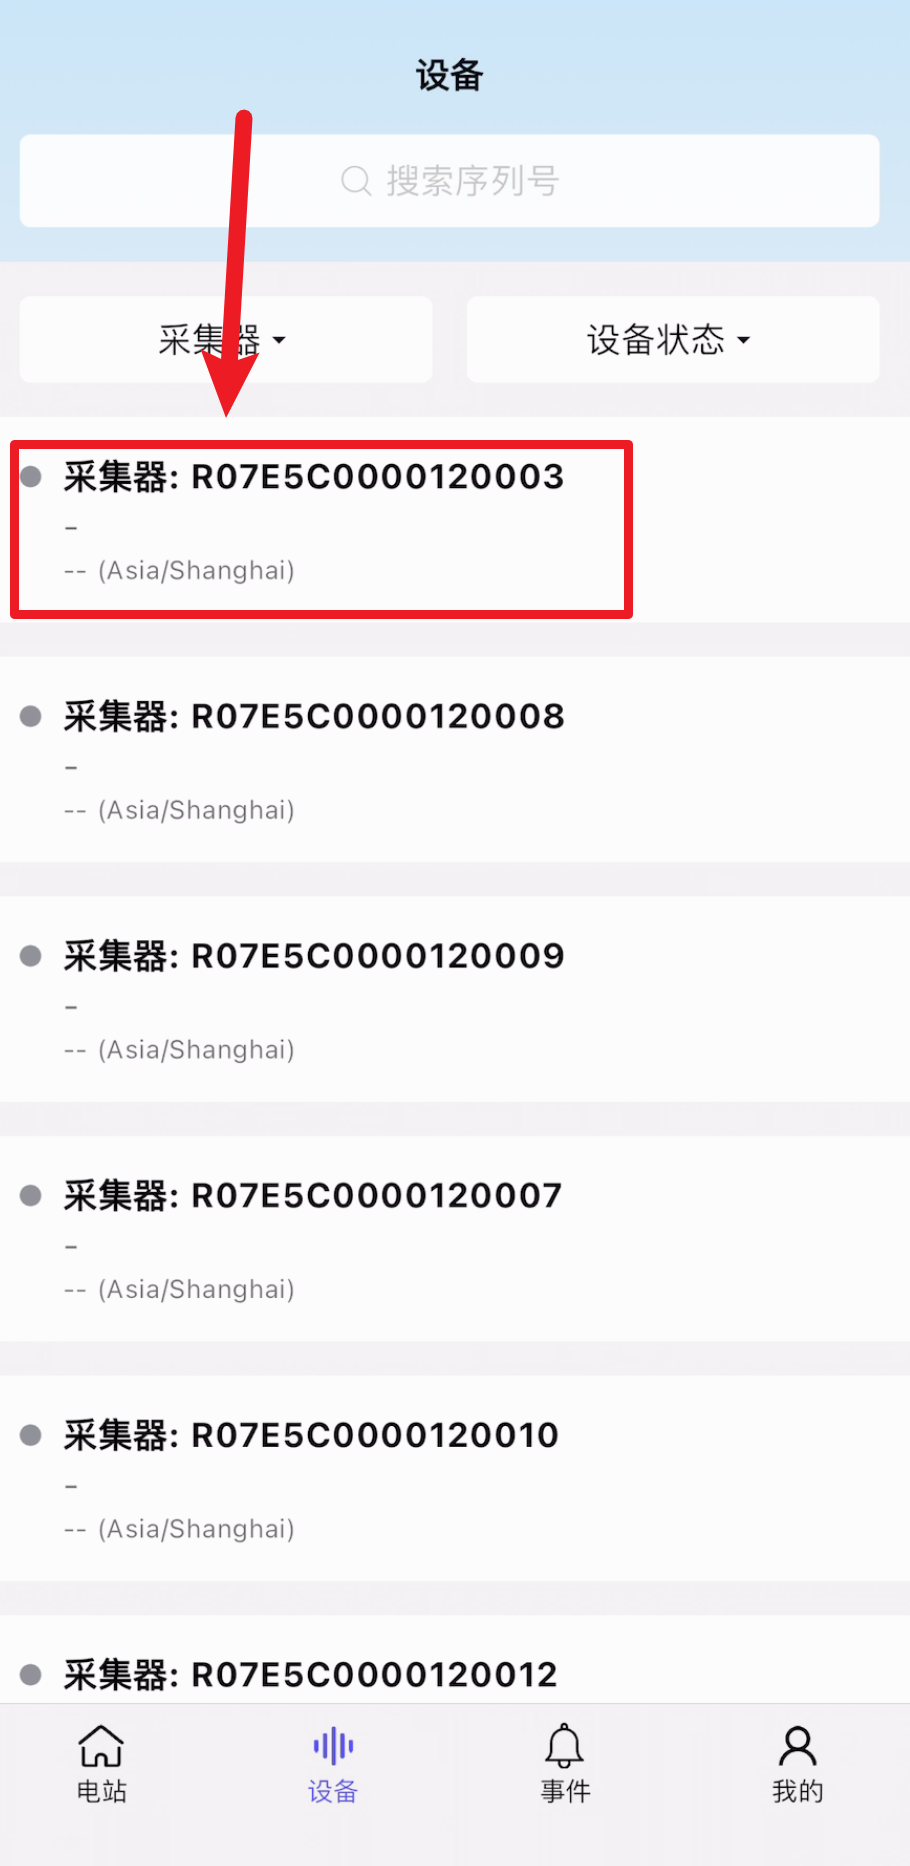 设备
搜索序列号
采集器
设备状态
采集器: R07E5C0000120003
-
-- (Asia/Shanghai)
采集器: R07E5C0000120008
-
-- (Asia/Shanghai)
采集器: R07E5C0000120009
-
-- (Asia/Shanghai)
采集器: R07E5C0000120007
-
-- (Asia/Shanghai)
采集器: R07E5C0000120010
-
-- (Asia/Shanghai)
采集器: R07E5C0000120012
电站
设备
事件
我的